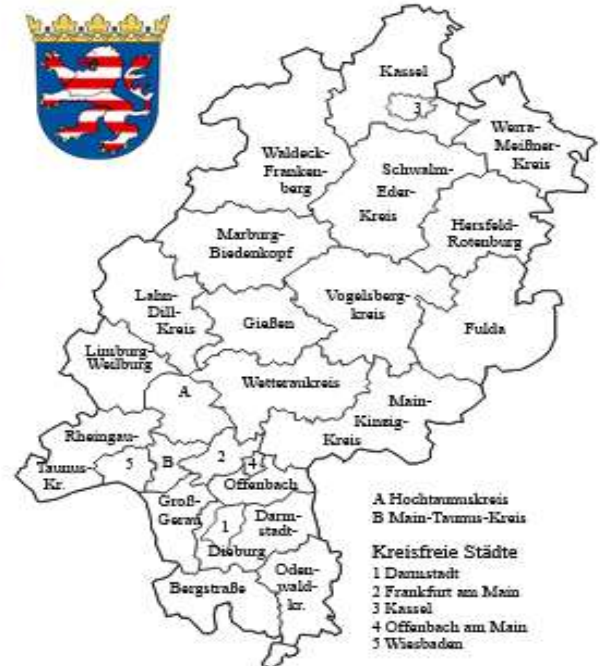 Kassel
3
Werra-
Meißner-
Kreis
Waldeck-
Franken-
berg
Schwalm-
Eder-
Kreis
Hersfeld-
Rotenburg
Marburg-
Biedenkopf
Lahn-
Dill-
Kreis
Gießen
Vogelsberg-
kreis
Fulda
Limburg-
Weilburg
A
Wetteraukreis
Main-
Kinzig-
Kreis
Rheingau-
Taunus-
Kr.
5
B
2
4
Offenbach
Groß-
Gerau
1
Darm-
stadt-
Dieburg
Bergstraße
Oden-
wald-
kr.
A Hochtaunuskreis
B Main-Taunus-Kreis
Kreisfreie Städte
1 Darmstadt
2 Frankfurt am Main
3 Kassel
4 Offenbach am Main
5 Wiesbaden